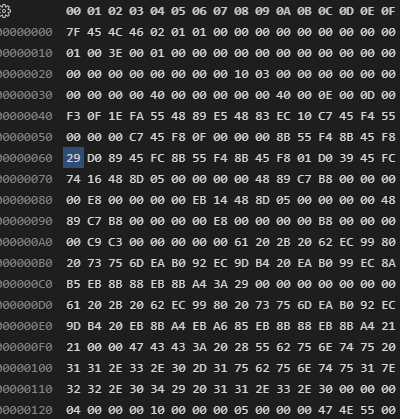 00 01 02 03 04 05 06 07 08 09 0A 0B 0C 0D 0E 0F
00000000 7F 45 4C 46 02 01 01 00 00 00 00 00 00 00 00 00
00000010 01 00 3E 00 01 00 00 00 00 00 00 00 00 00 00 00
00000020 00 00 00 00 00 00 00 00 10 03 00 00 00 00 00 00
00000030 00 00 00 00 40 00 00 00 00 00 40 00 0E 00 0D 00
00000040 F3 0F 1E FA 55 48 89 E5 48 83 EC 10 C7 45 F4 55
00000050 00 00 00 C7 45 F8 0F 00 00 00 8B 55 F4 8B 45 F8
00000060 29 D0 89 45 FC 8B 55 F4 8B 45 F8 01 D0 39 45 FC
00000070 74 16 48 8D 05 00 00 00 00 48 89 C7 B8 00 00 00
00000080 00 E8 00 00 00 00 EB 14 48 8D 05 00 00 00 00 48
00000090 89 C7 B8 00 00 00 00 E8 00 00 00 00 B8 00 00 00
000000A0 00 C9 C3 00 00 00 00 00 61 20 2B 20 62 EC 99 80
000000B0 20 73 75 6D EA B0 92 EC 9D B4 20 EA B0 99 EC 8A
000000C0 B5 EB 8B 88 EB 8B A4 3A 29 00 00 00 00 00 00 00
000000D0 61 20 2B 20 62 EC 99 80 20 73 75 6D EA B0 92 EC
000000E0 9D B4 20 EB 8B A4 EB A6 85 EB 8B 88 EB 8B A4 21
000000F0 21 00 00 47 43 43 3A 20 28 55 62 75 6E 74 75 20
00000100 31 31 2E 33 2E 30 2D 31 75 62 75 6E 74 75 31 7E
00000110 32 32 2E 30 34 29 20 31 31 2E 33 2E 30 00 00 00
00000120 04 00 00 00 10 00 00 00 05 00 00 00 47 4E 55 00